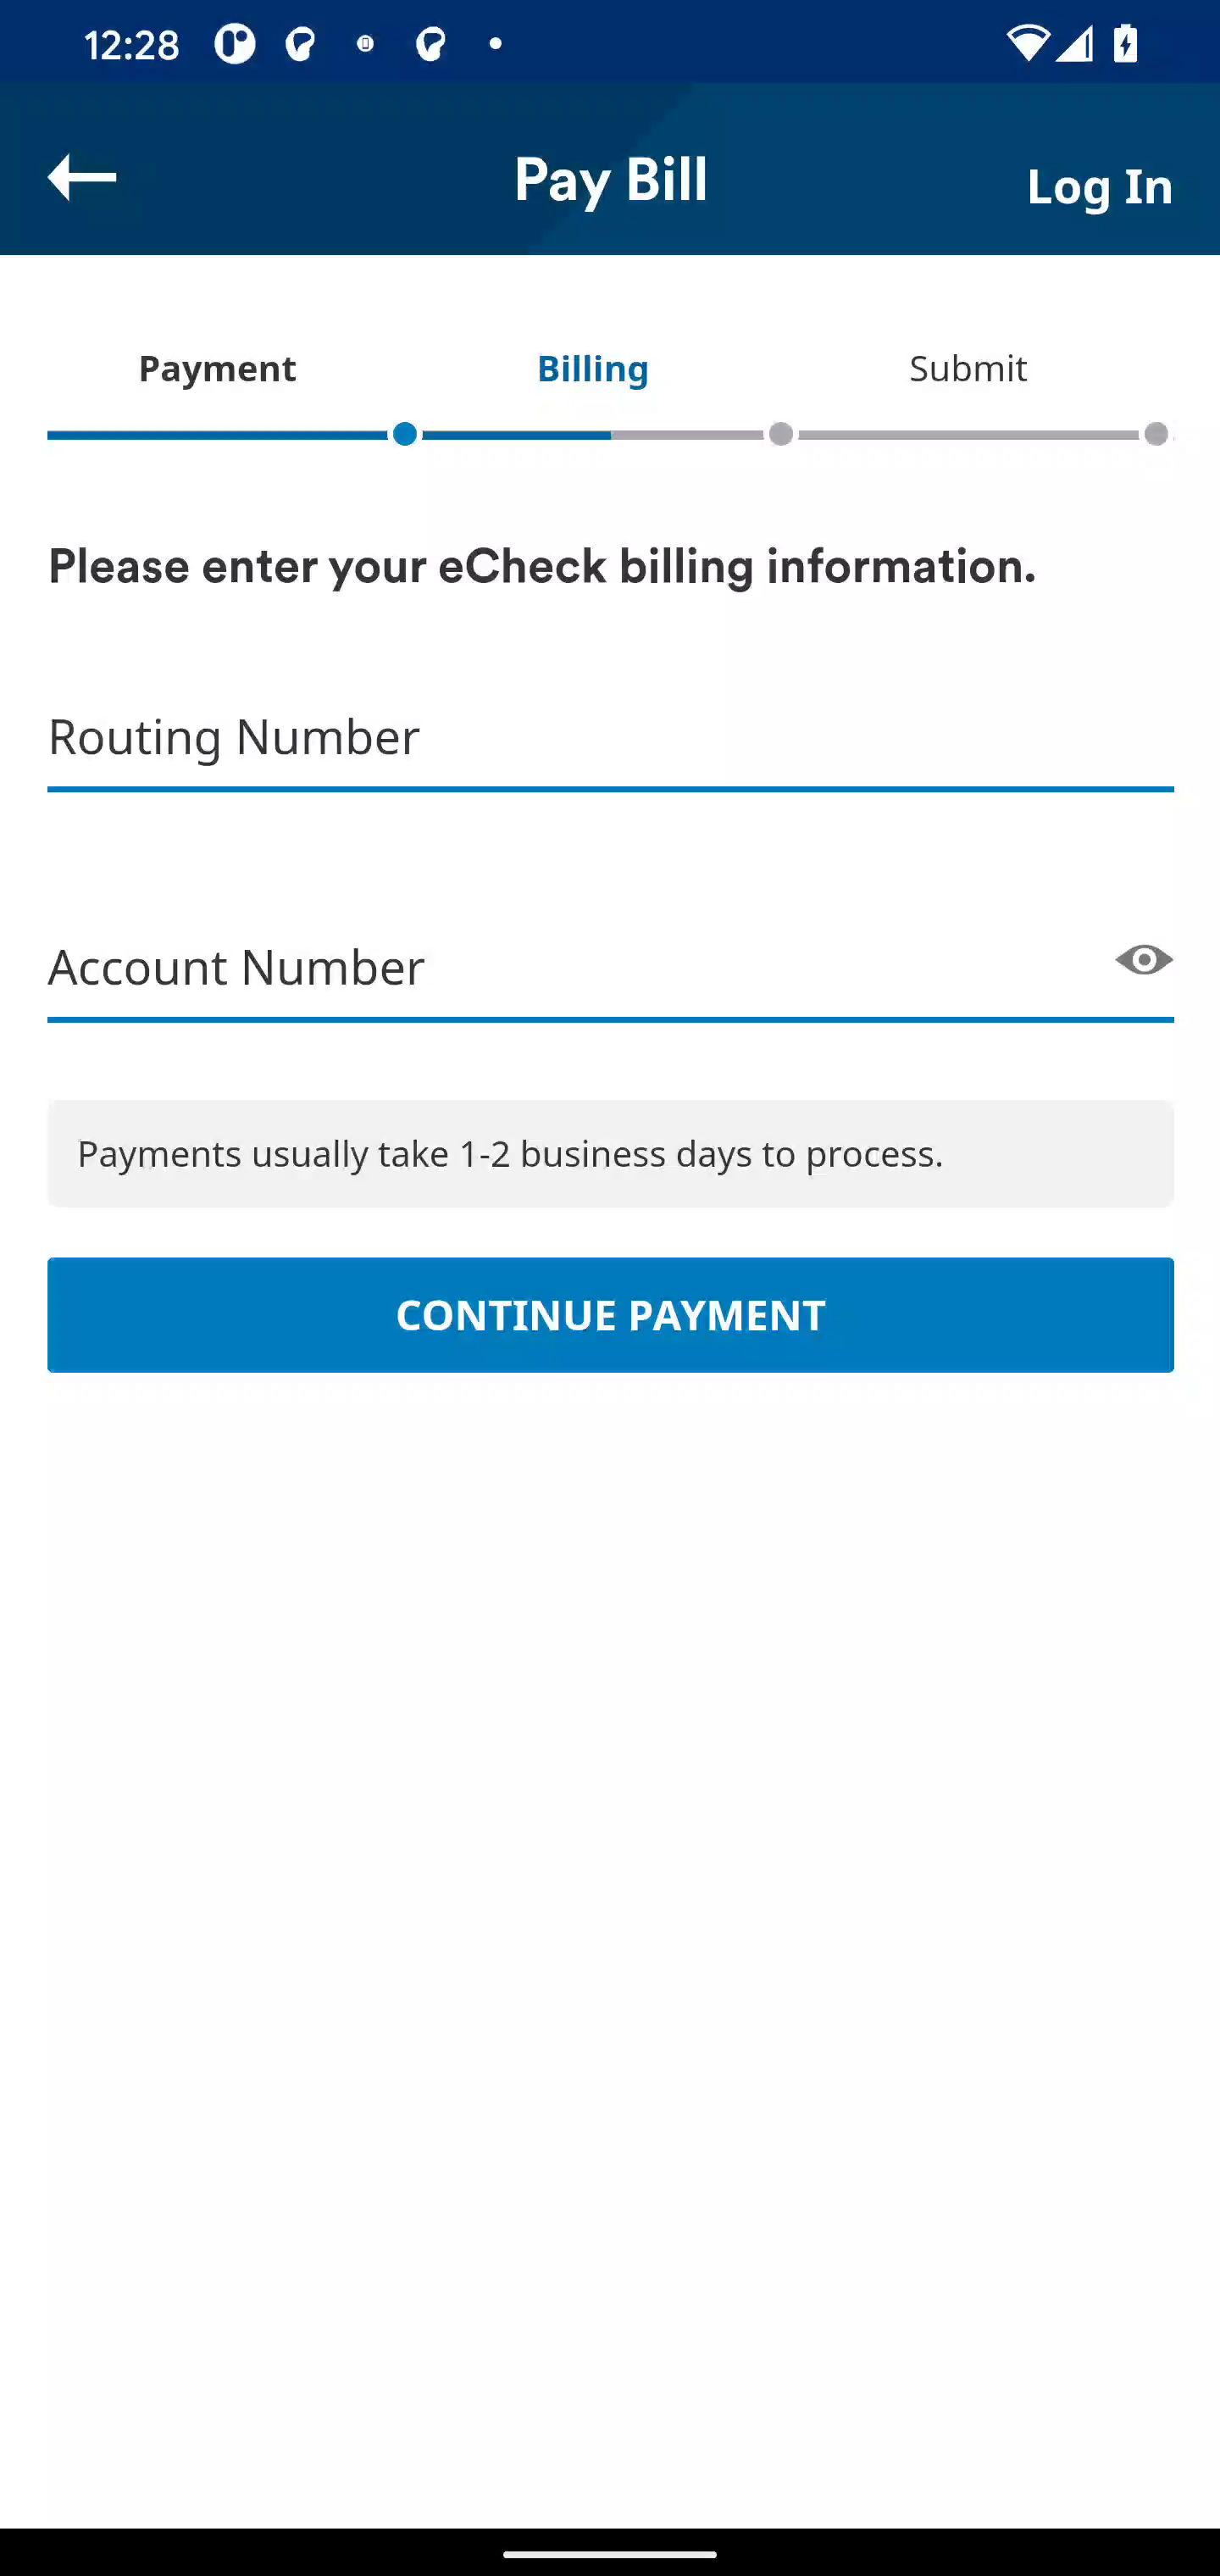 12:28
Pay Bill
Log In
Payment
Billing
Submit
Please enter your eCheck billing information.
Routing Number
Account Number
Payments usually take 1-2 business days to process.
CONTINUE PAYMENT